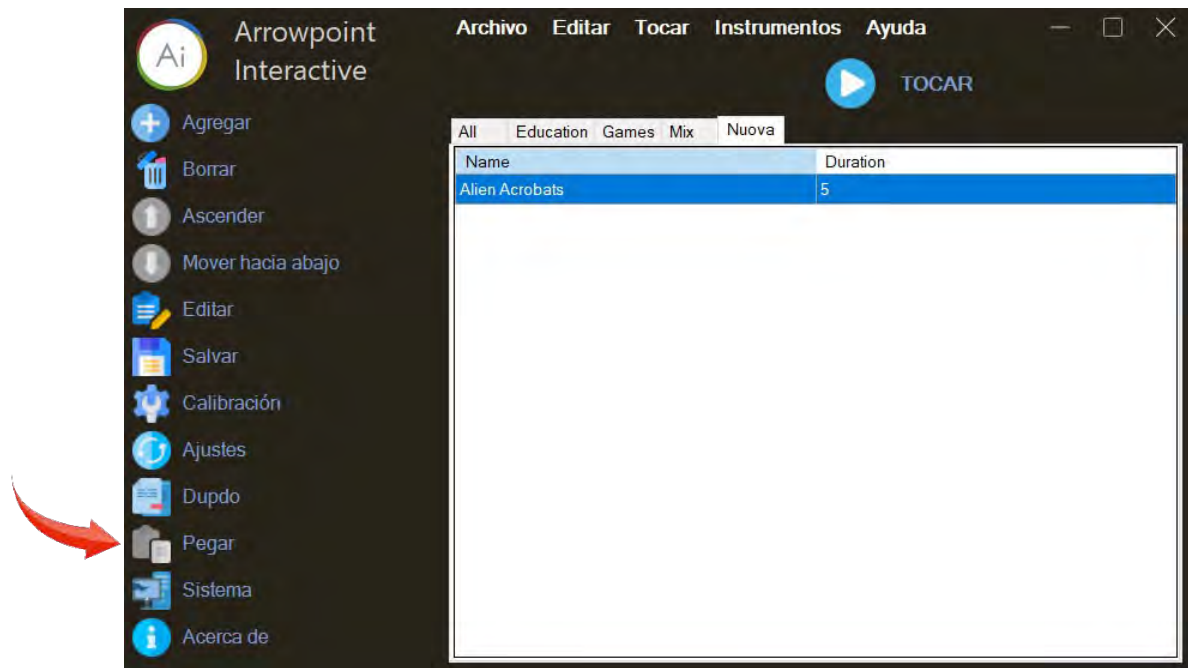 Ai
Arrowpoint
Interactive
Archivo Editar Tocar Instrumentos Ayuda
TOCAR
Agregar
Borrar
Ascender
Mover hacia abajo
Editar
Salvar
Calibración
Ajustes
Dupdo
Pegar
Sistema
Acerca de
All Education Games Mix Nuova
Name Duration
Alien Acrobats 5